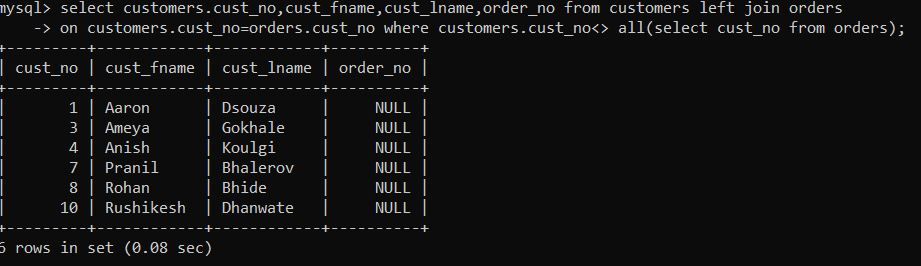 mysql> select customers.cust_no,cust_fname,cust_lname,order_no from customers left join orders
    -> on customers.cust_no=orders.cust_no where customers.cust_no<> all(select cust_no from orders);
+---------+------------+------------+----------+
| cust_no | cust_fname | cust_lname | order_no |
+---------+------------+------------+----------+
|       1 | Aaron      | Dsouza     |     NULL |
|       3 | Ameya      | Gokhale    |     NULL |
|       4 | Anish      | Koulgi     |     NULL |
|       7 | Pranil     | Bhalerov   |     NULL |
|       8 | Rohan      | Bhide      |     NULL |
|      10 | Rushikesh  | Dhanwate   |     NULL |
+---------+------------+------------+----------+
6 rows in set (0.08 sec)